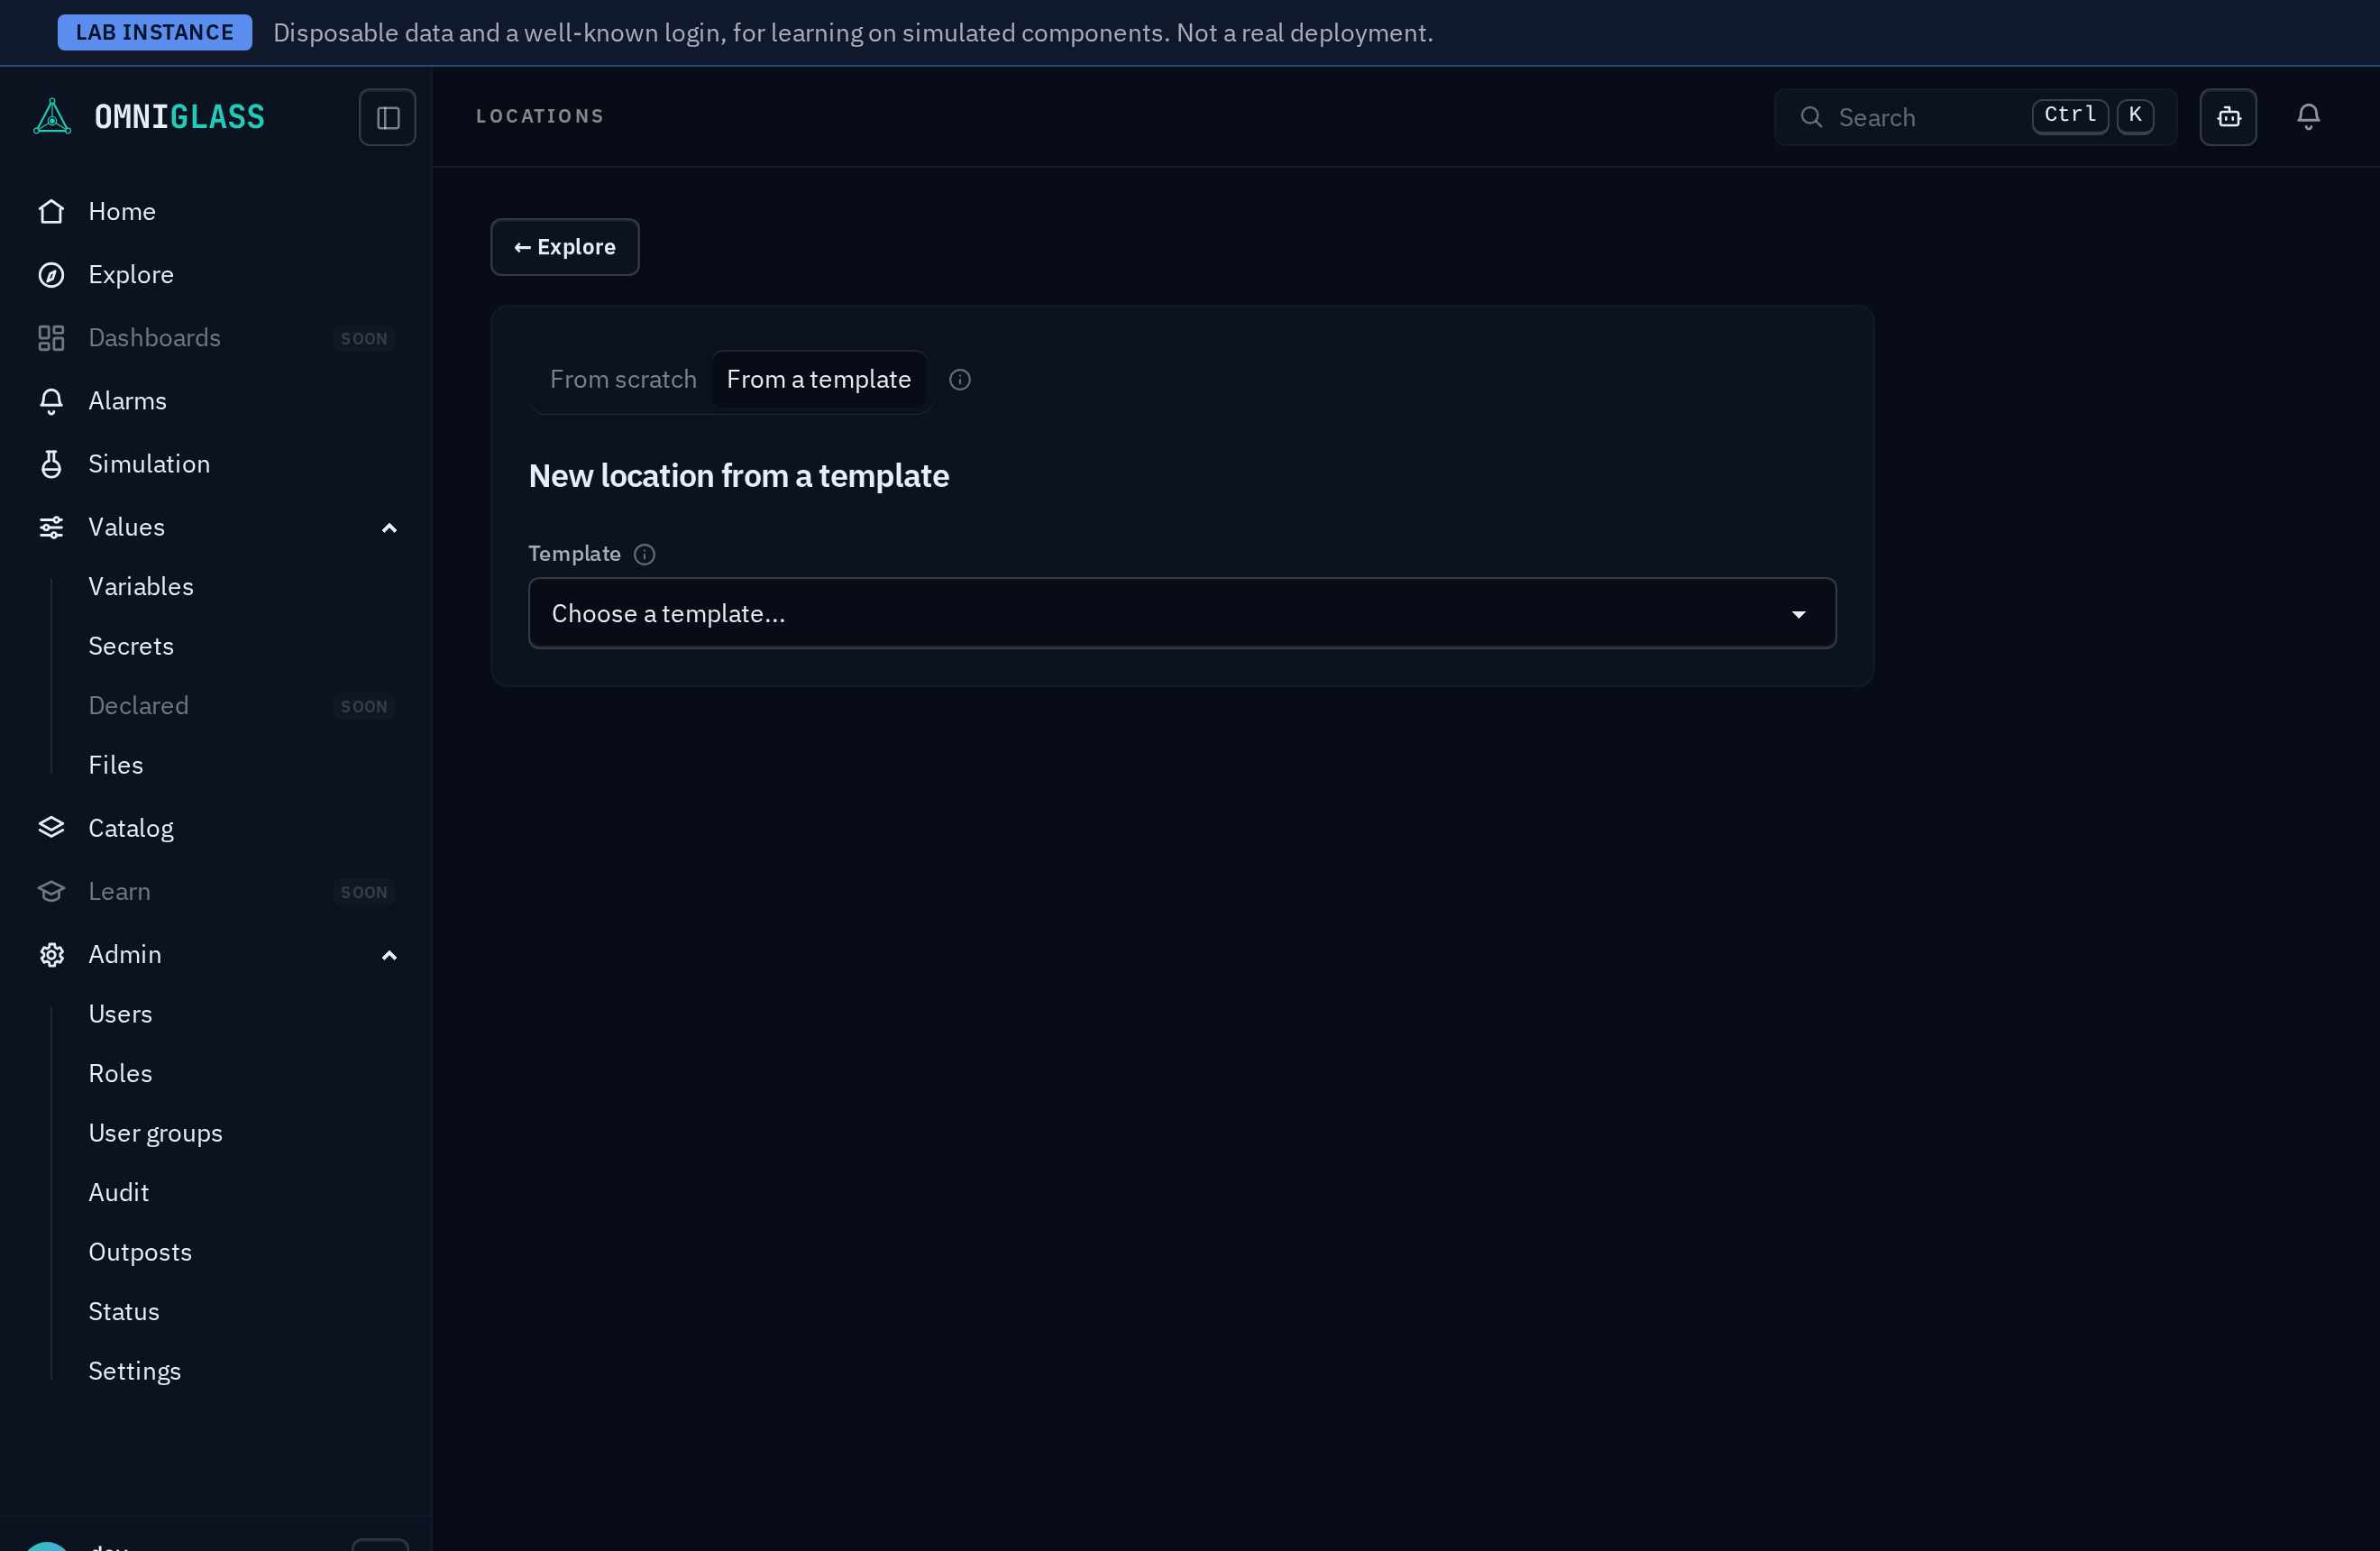 LAB INSTANCE Disposable data and a well-known login, for learning on simulated components. Not a real deployment.
OMNIGLASS
LOCATIONS
Search Ctrl K
Home
Explore
Dashboards SOON
Alarms
Simulation
Values
Variables
Secrets
Declared SOON
Files
Catalog
Learn SOON
Admin
Users
Roles
User groups
Audit
Outposts
Status
Settings
← Explore
From scratch From a template
New location from a template
Template
Choose a template...